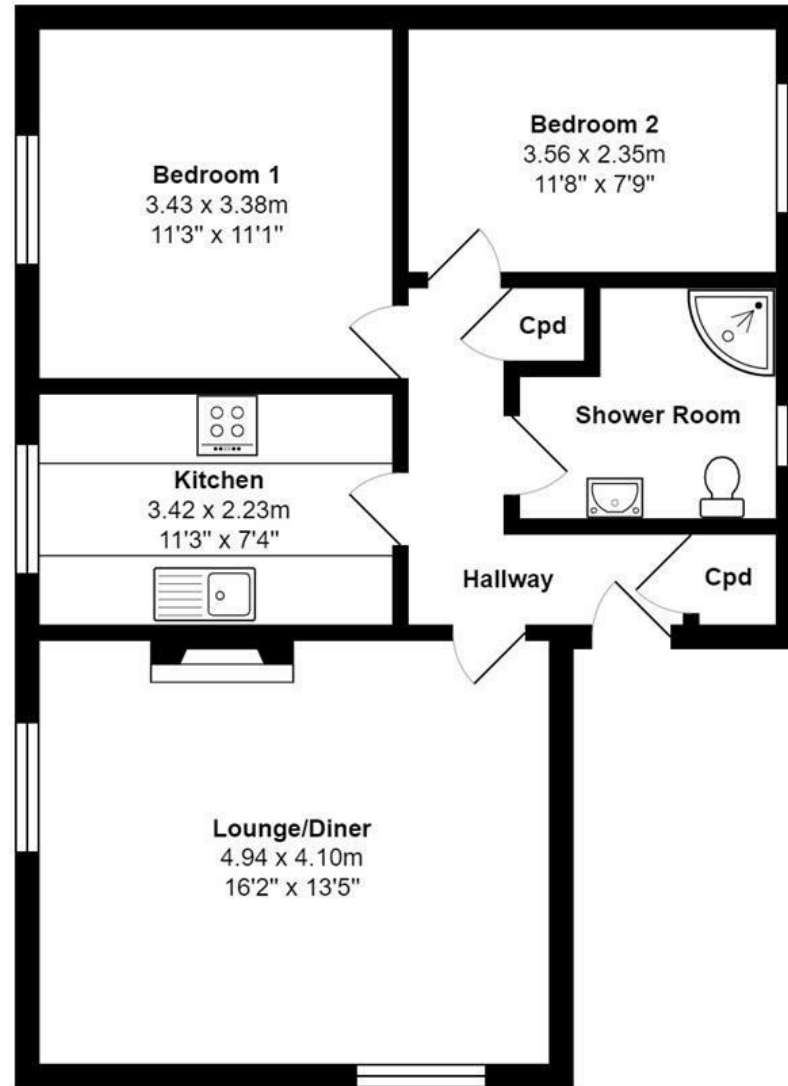 Bedroom 1
3.43 x 3.38m
11'3" x 11'1"
Bedroom 2
3.56 x 2.35m
11'8" x 7'9"
Cpd
Shower Room
Kitchen
3.42 x 2.23m
11'3" x 7'4"
Hallway
Cpd
Lounge/Diner
4.94 x 4.10m
16'2" x 13'5"